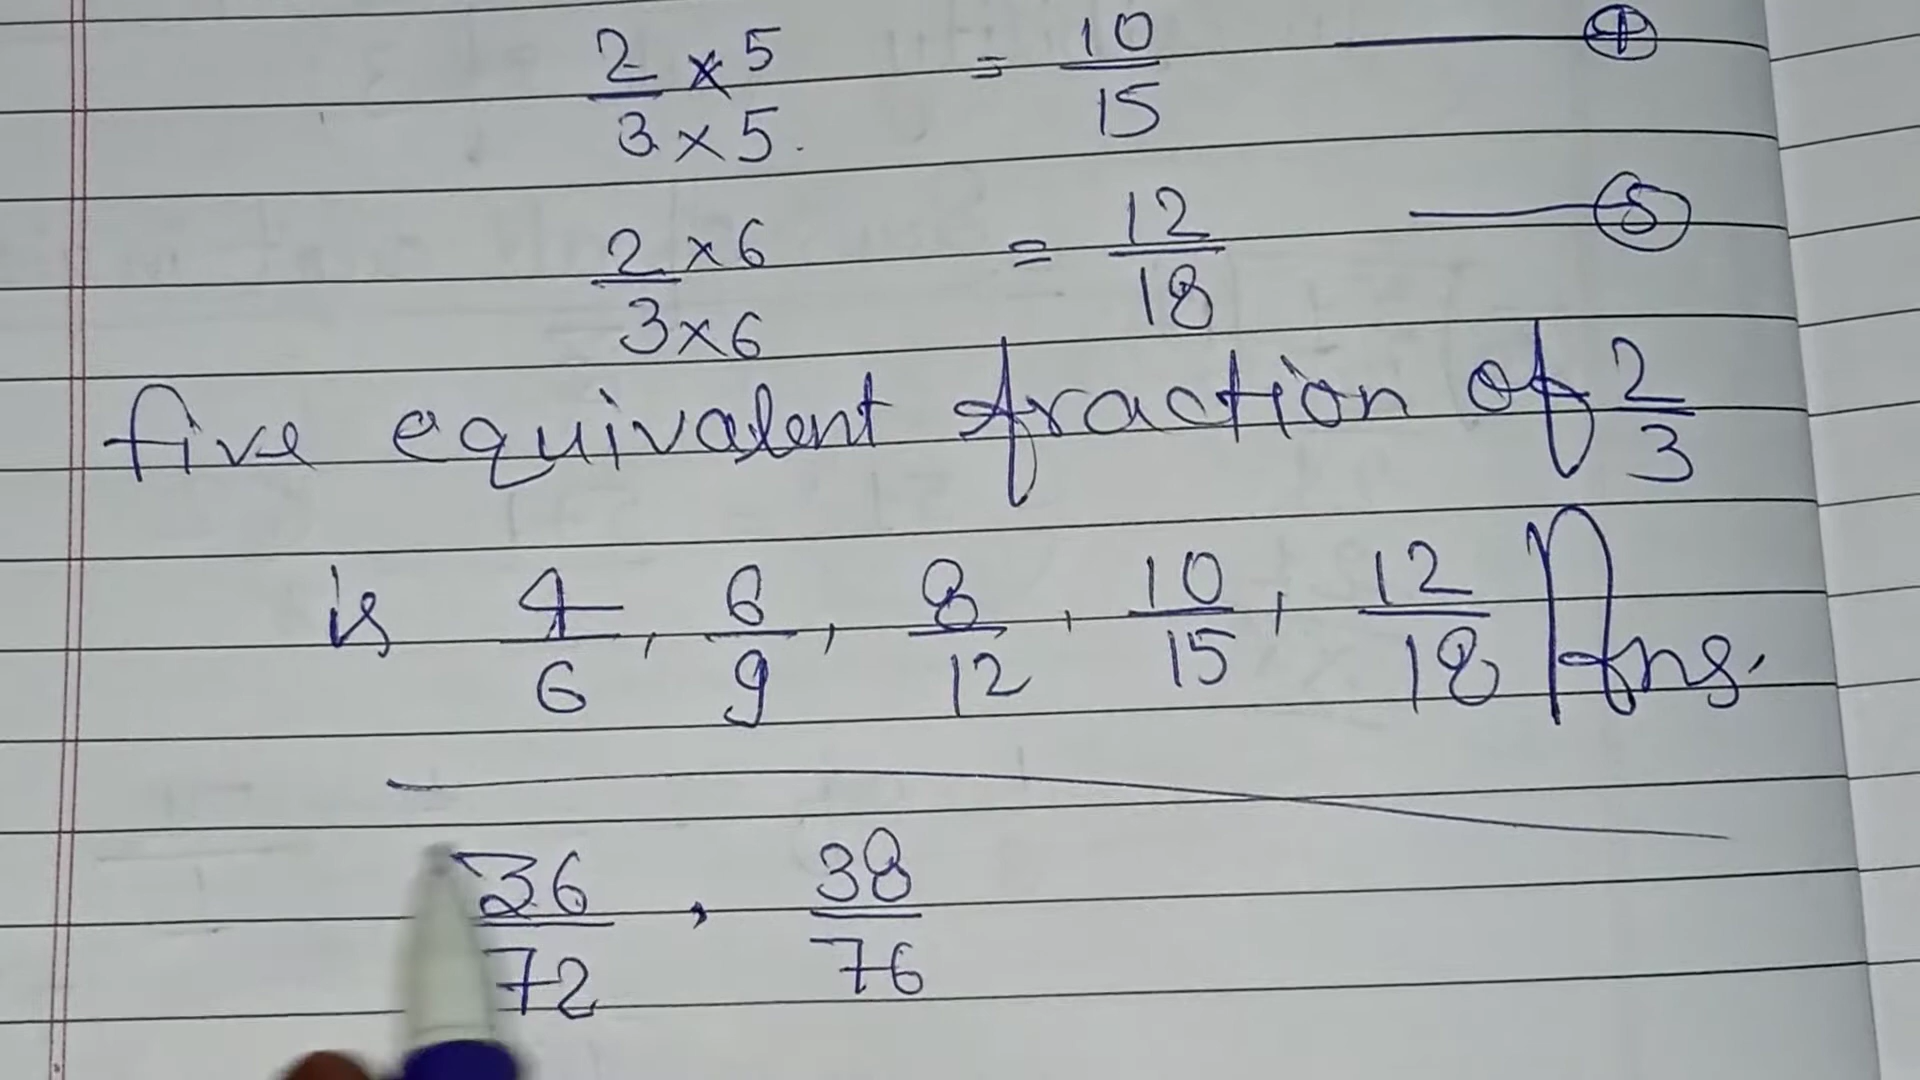 2 × 5 / 3 × 5. = 10/15 — 4
2 × 6 / 3 × 6 = 12/18 — 5
five equivalent fraction of 2/3
is 4/6, 6/9, 8/12, 10/15, 12/18 Ans.
36/72, 38/76